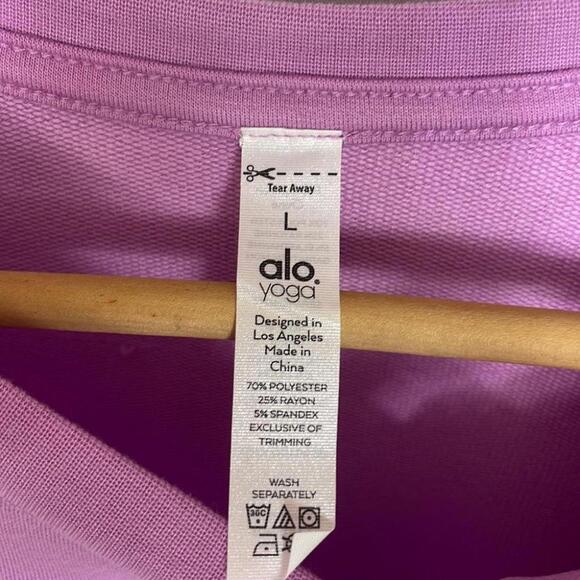 Tear Away
L
alo
yoga
Designed in
Los Angeles
Made in
China
70% POLYESTER
25% RAYON
5% SPANDEX
EXCLUSIVE OF
TRIMMING
WASH
SEPARATELY
30C